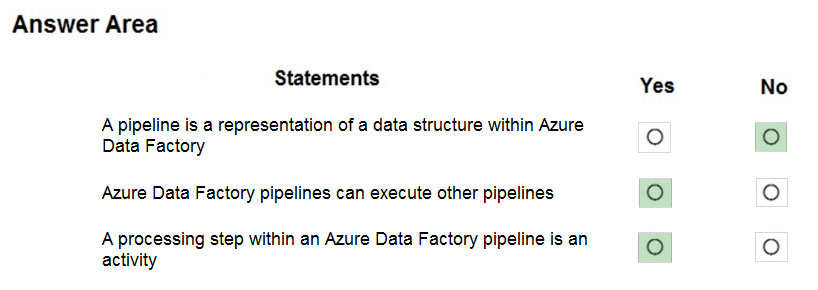 Answer Area
Statements
Yes
No
A pipeline is a representation of a data structure within Azure
Data Factory
Azure Data Factory pipelines can execute other pipelines
A processing step within an Azure Data Factory pipeline is an
activity